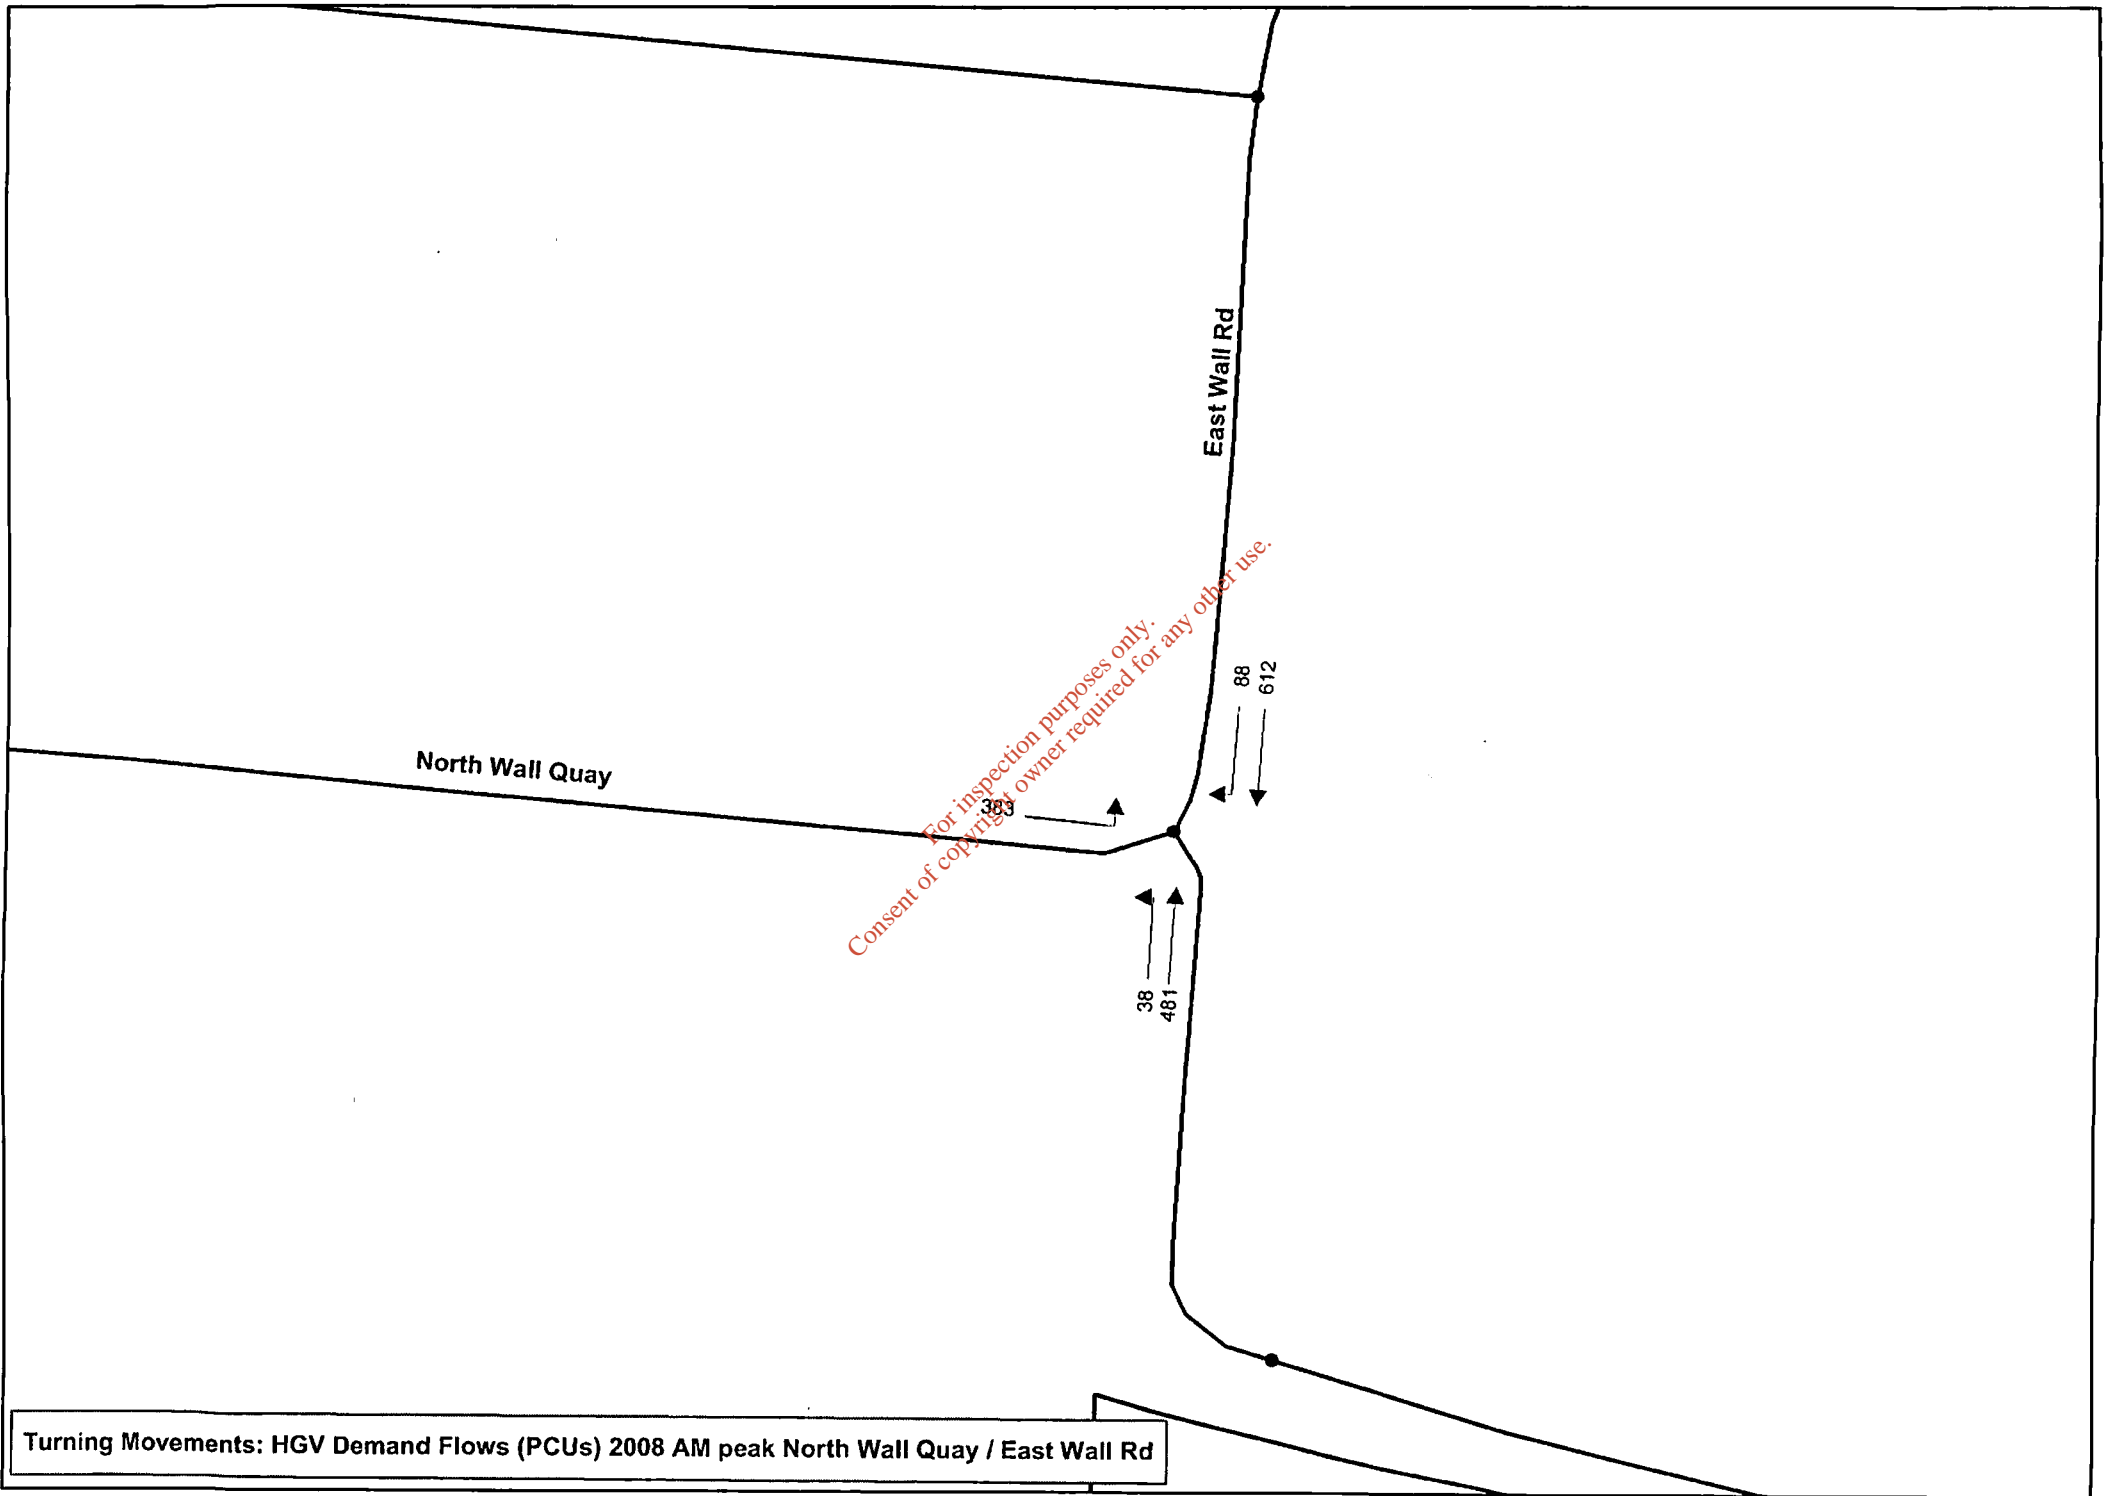 East Wall Rd
For inspection purposes only.
Consent of copyright owner required for any other use.
88
612
North Wall Quay
383
38
481
Turning Movements: HGV Demand Flows (PCUs) 2008 AM peak North Wall Quay / East Wall Rd